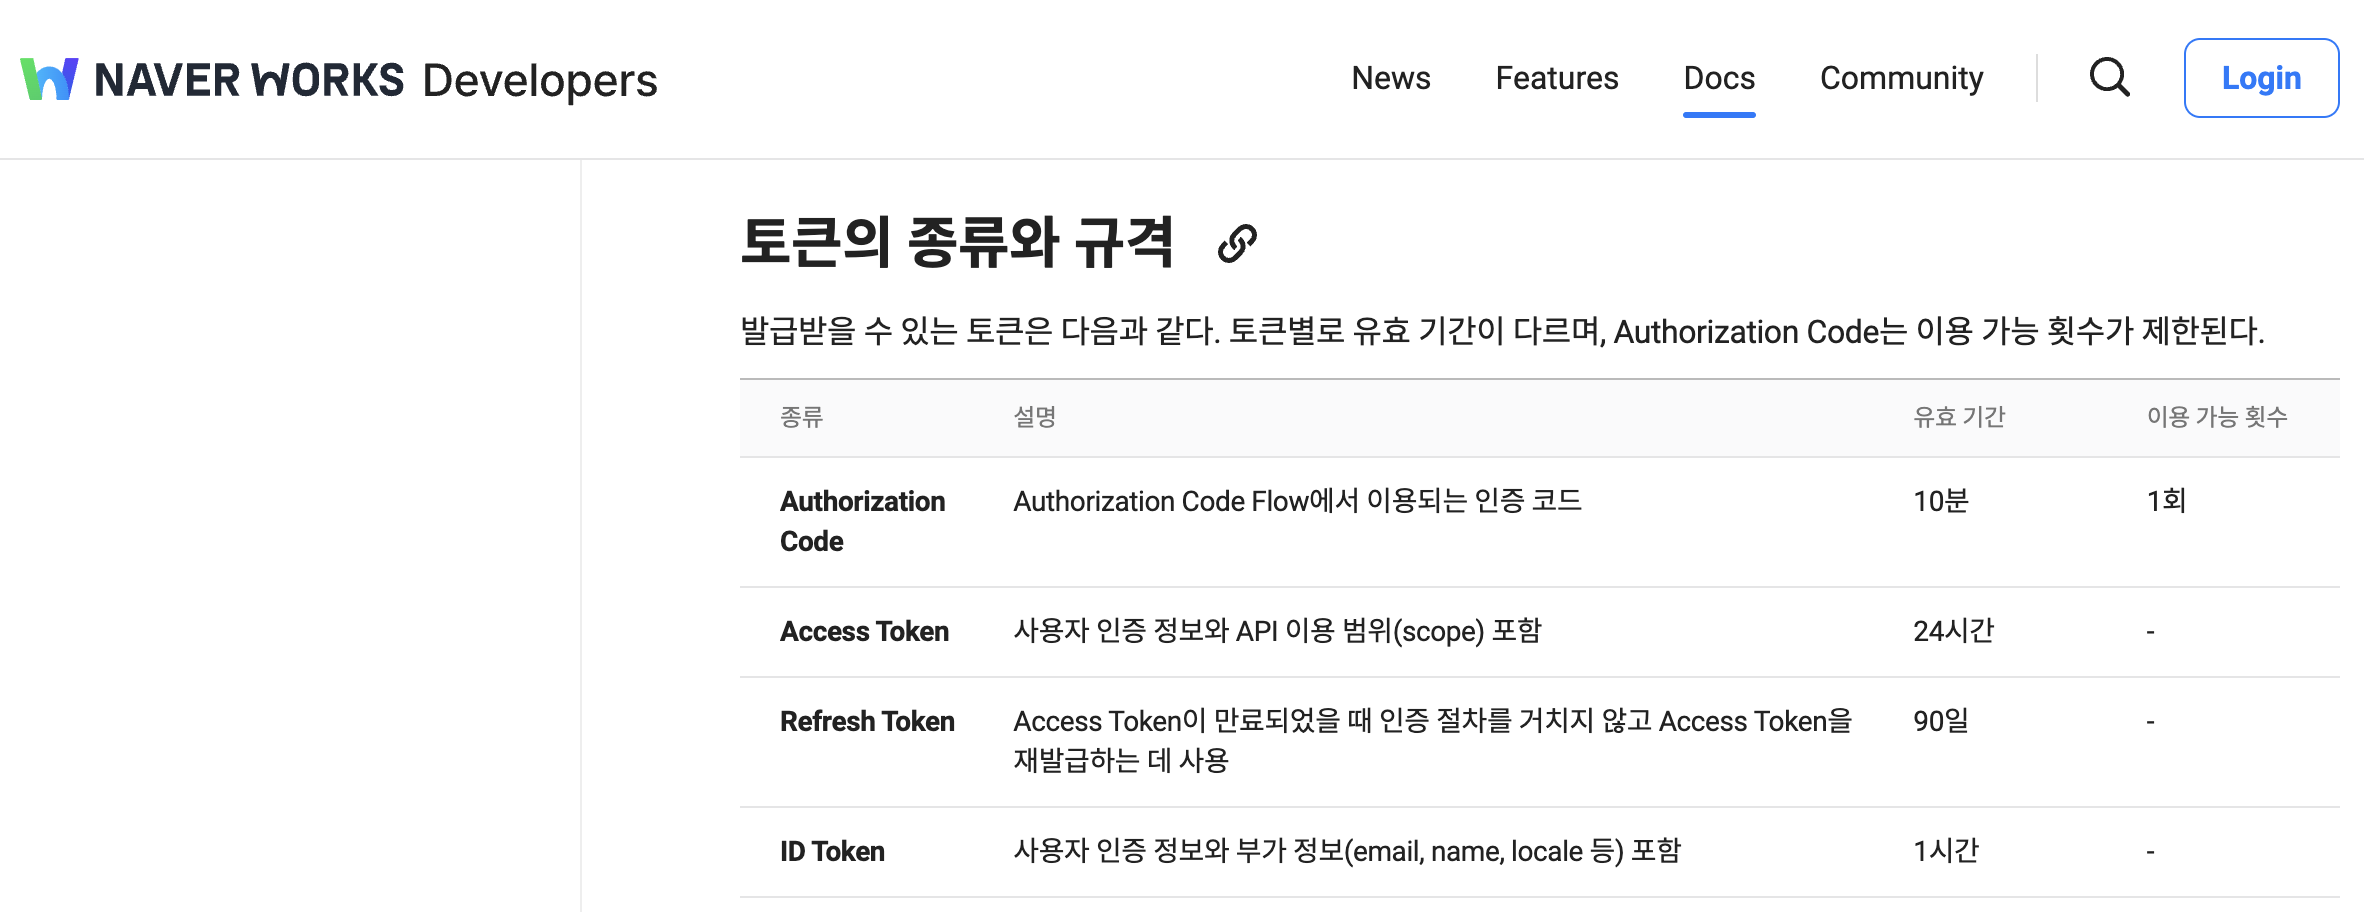 NAVER WORKS Developers
News
Features
Docs
Community
Login
토큰의 종류와 규격
발급받을 수 있는 토큰은 다음과 같다. 토큰별로 유효 기간이 다르며, Authorization Code는 이용 가능 횟수가 제한된다.
종류 설명 유효 기간 이용 가능 횟수
Authorization Code Flow에서 이용되는 인증 코드 10분 1회
Authorization
Code
Access Token 사용자 인증 정보와 API 이용 범위(scope) 포함 24시간 -
Refresh Token Access Token이 만료되었을 때 인증 절차를 거치지 않고 Access Token을 90일 -
재발급하는 데 사용
ID Token 사용자 인증 정보와 부가 정보(email, name, locale 등) 포함 1시간 -